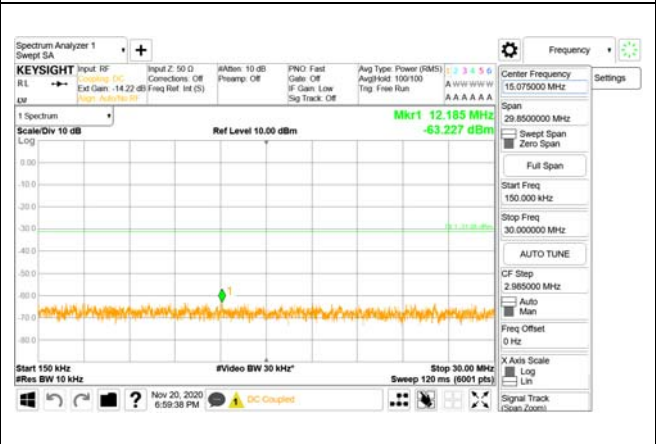 Spectrum Analyzer 1
Swept SA
Frequency
Settings
KEYSIGHT
RL
Input: RF
Coupling: DC
Ext Gain: -14.22 dB
Align: Auto/No RF
Input Z: 50 Ω
Corrections: Off
Freq Ref: Int (S)
#Atten: 10 dB
Preamp: Off
PNO: Fast
Gate: Off
IF Gain: Low
Sig Track: Off
Avg Type: Power (RMS)
Avg|Hold: 100/100
Trig: Free Run
1 2 3 4 5 6
A W W W W W
A A A A A A
1 Spectrum
Scale/Div 10 dB
Log
Ref Level 10.00 dBm
Mkr1 12.185 MHz
-63.227 dBm
0.00
-10.0
-20.0
-30.0
-40.0
-50.0
-60.0
-70.0
-80.0
1
Start 150 kHz
#Res BW 10 kHz
#Video BW 30 kHz*
Stop 30.00 MHz
Sweep 120 ms (6001 pts)
Center Frequency
15.075000 MHz
Span
29.8500000 MHz
Swept Span
Zero Span
Full Span
Start Freq
150.000 kHz
Stop Freq
30.000000 MHz
AUTO TUNE
CF Step
2.985000 MHz
Auto
Man
Freq Offset
0 Hz
X Axis Scale
Log
Lin
Signal Track
(Span Zoom)
Nov 20, 2020
6:59:38 PM
1
DC Coupled